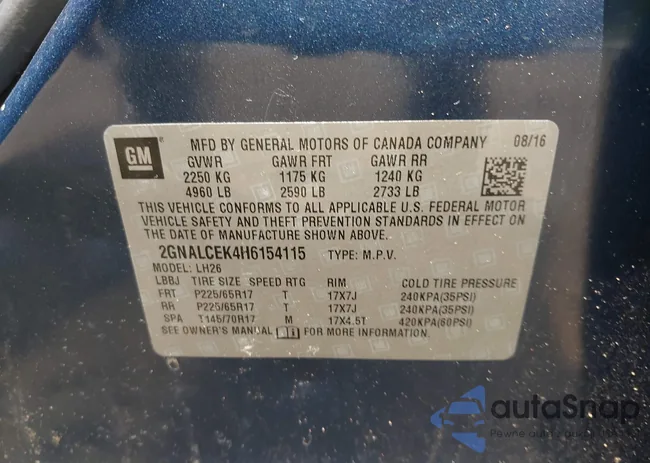 GM
MFD BY GENERAL MOTORS OF CANADA COMPANY 08/16
GVWR GAWR FRT GAWR RR
2250 KG 1175 KG 1240 KG
4960 LB 2590 LB 2733 LB
THIS VEHICLE CONFORMS TO ALL APPLICABLE U.S. FEDERAL MOTOR
VEHICLE SAFETY AND THEFT PREVENTION STANDARDS IN EFFECT ON
THE DATE OF MANUFACTURE SHOWN ABOVE.
2GNALCEK4H6154115 TYPE: M.P.V.
MODEL: LH26
LBBJ TIRE SIZE SPEED RTG RIM COLD TIRE PRESSURE
FRT P225/65R17 T 17X7J 240KPA(35PSI)
RR P225/65R17 T 17X7J 240KPA(35PSI)
SPA T145/70R17 M 17X4.5T 420KPA(60PSI)
SEE OWNER'S MANUAL FOR MORE INFORMATION.
autaSnap
Pewne auta